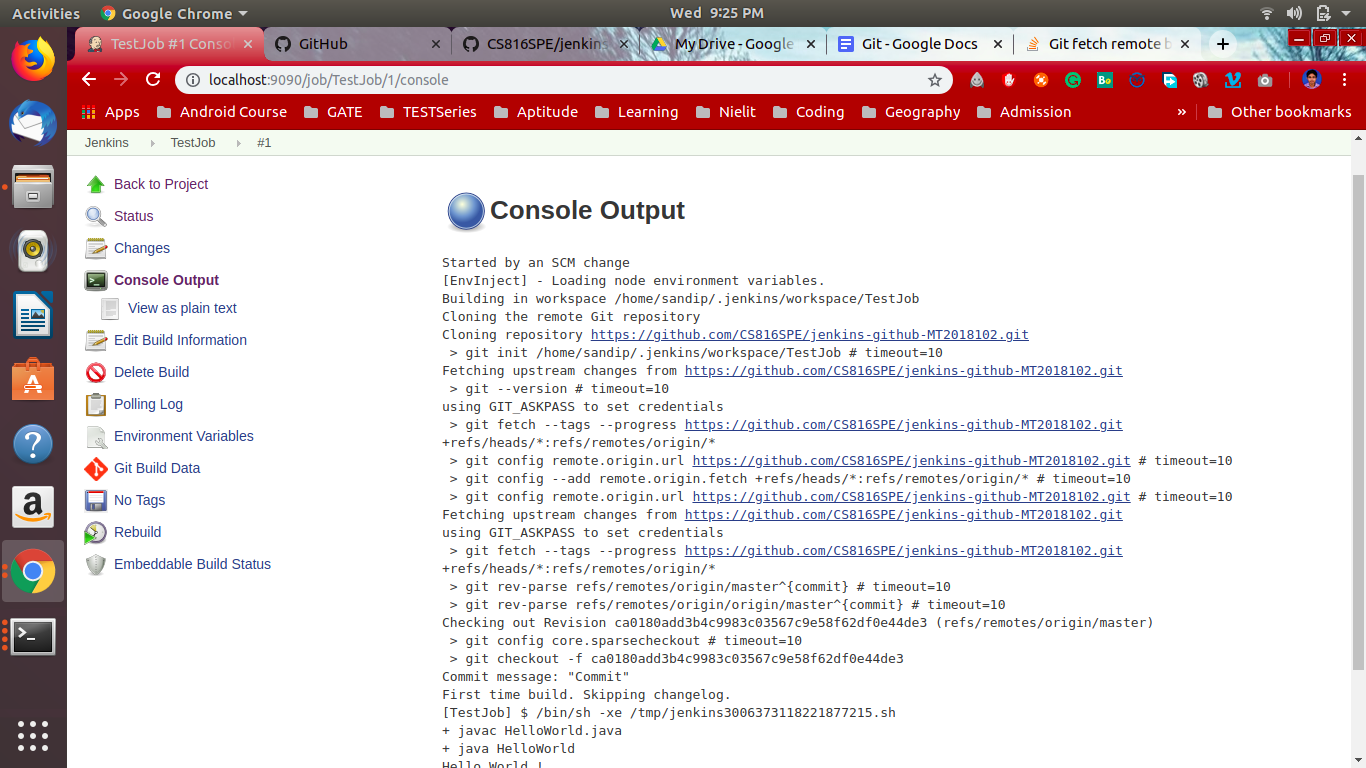 Activities
Google Chrome
Wed 9:25 PM
TestJob #1 Conso
GitHub
CS816SPE/jenkins
My Drive - Google
Git - Google Docs
Git fetch remote b
localhost:9090/job/TestJob/1/console
Apps
Android Course
GATE
TESTSeries
Aptitude
Learning
Nielit
Coding
Geography
Admission
»
Other bookmarks
Jenkins
TestJob
#1
Back to Project
Status
Changes
Console Output
View as plain text
Edit Build Information
Delete Build
Polling Log
Environment Variables
Git Build Data
No Tags
Rebuild
Embeddable Build Status
Console Output
Started by an SCM change
[EnvInject] - Loading node environment variables.
Building in workspace /home/sandip/.jenkins/workspace/TestJob
Cloning the remote Git repository
Cloning repository https://github.com/CS816SPE/jenkins-github-MT2018102.git
> git init /home/sandip/.jenkins/workspace/TestJob # timeout=10
Fetching upstream changes from https://github.com/CS816SPE/jenkins-github-MT2018102.git
> git --version # timeout=10
using GIT_ASKPASS to set credentials
> git fetch --tags --progress https://github.com/CS816SPE/jenkins-github-MT2018102.git
+refs/heads/*:refs/remotes/origin/*
> git config remote.origin.url https://github.com/CS816SPE/jenkins-github-MT2018102.git # timeout=10
> git config --add remote.origin.fetch +refs/heads/*:refs/remotes/origin/* # timeout=10
> git config remote.origin.url https://github.com/CS816SPE/jenkins-github-MT2018102.git # timeout=10
Fetching upstream changes from https://github.com/CS816SPE/jenkins-github-MT2018102.git
using GIT_ASKPASS to set credentials
> git fetch --tags --progress https://github.com/CS816SPE/jenkins-github-MT2018102.git
+refs/heads/*:refs/remotes/origin/*
> git rev-parse refs/remotes/origin/master^{commit} # timeout=10
> git rev-parse refs/remotes/origin/origin/master^{commit} # timeout=10
Checking out Revision ca0180add3b4c9983c03567c9e58f62df0e44de3 (refs/remotes/origin/master)
> git config core.sparsecheckout # timeout=10
> git checkout -f ca0180add3b4c9983c03567c9e58f62df0e44de3
Commit message: "Commit"
First time build. Skipping changelog.
[TestJob] $ /bin/sh -xe /tmp/jenkins3006373118221877215.sh
+ javac HelloWorld.java
+ java HelloWorld
Hello World !